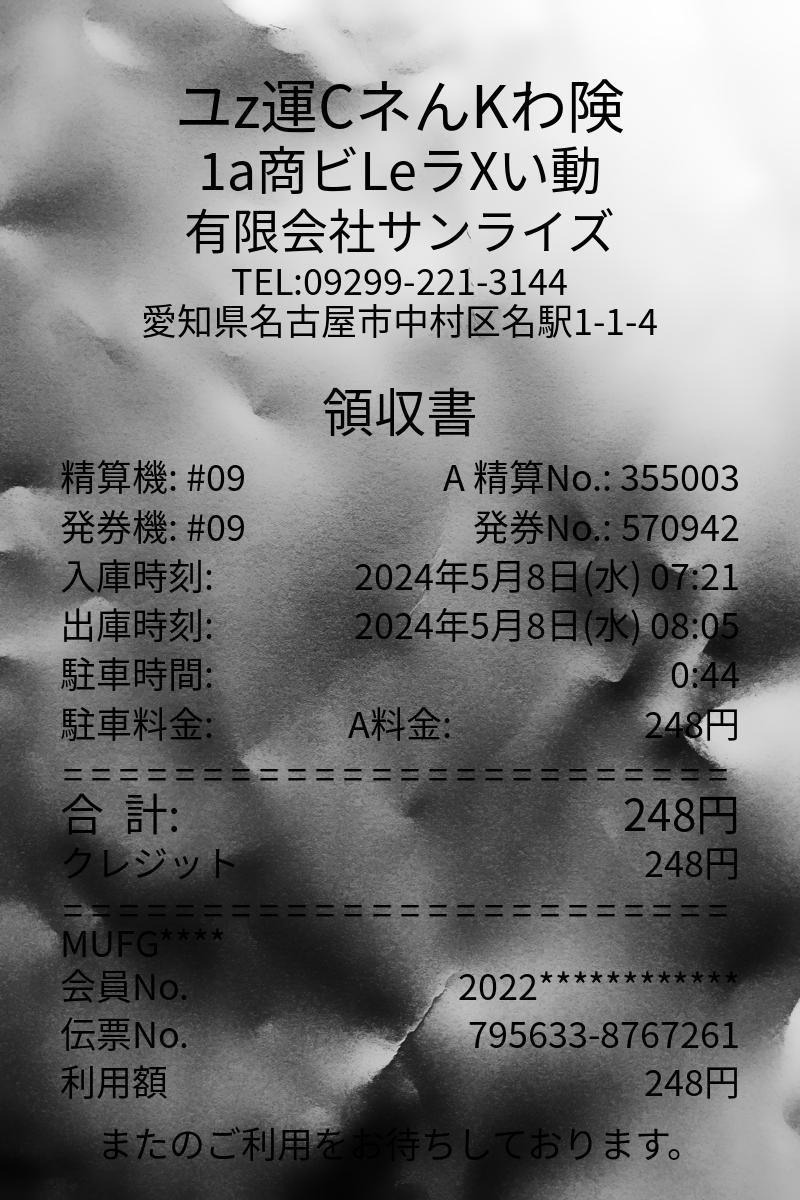 ユz運CネんKわ険
1a商ビLeラXい動
有限会社サンライズ
TEL:09299-221-3144
愛知県名古屋市中村区名駅1-1-4
領収書
精算機: #09 A 精算No.: 355003
発券機: #09 発券No.: 570942
入庫時刻: 2024年5月8日(水) 07:21
出庫時刻: 2024年5月8日(水) 08:05
駐車時間: 0:44
駐車料金: A料金: 248円
========================
合 計: 248円
クレジット 248円
========================
MUFG****
会員No. 2022************
伝票No. 795633-8767261
利用額 248円
またのご利用をお待ちしております。